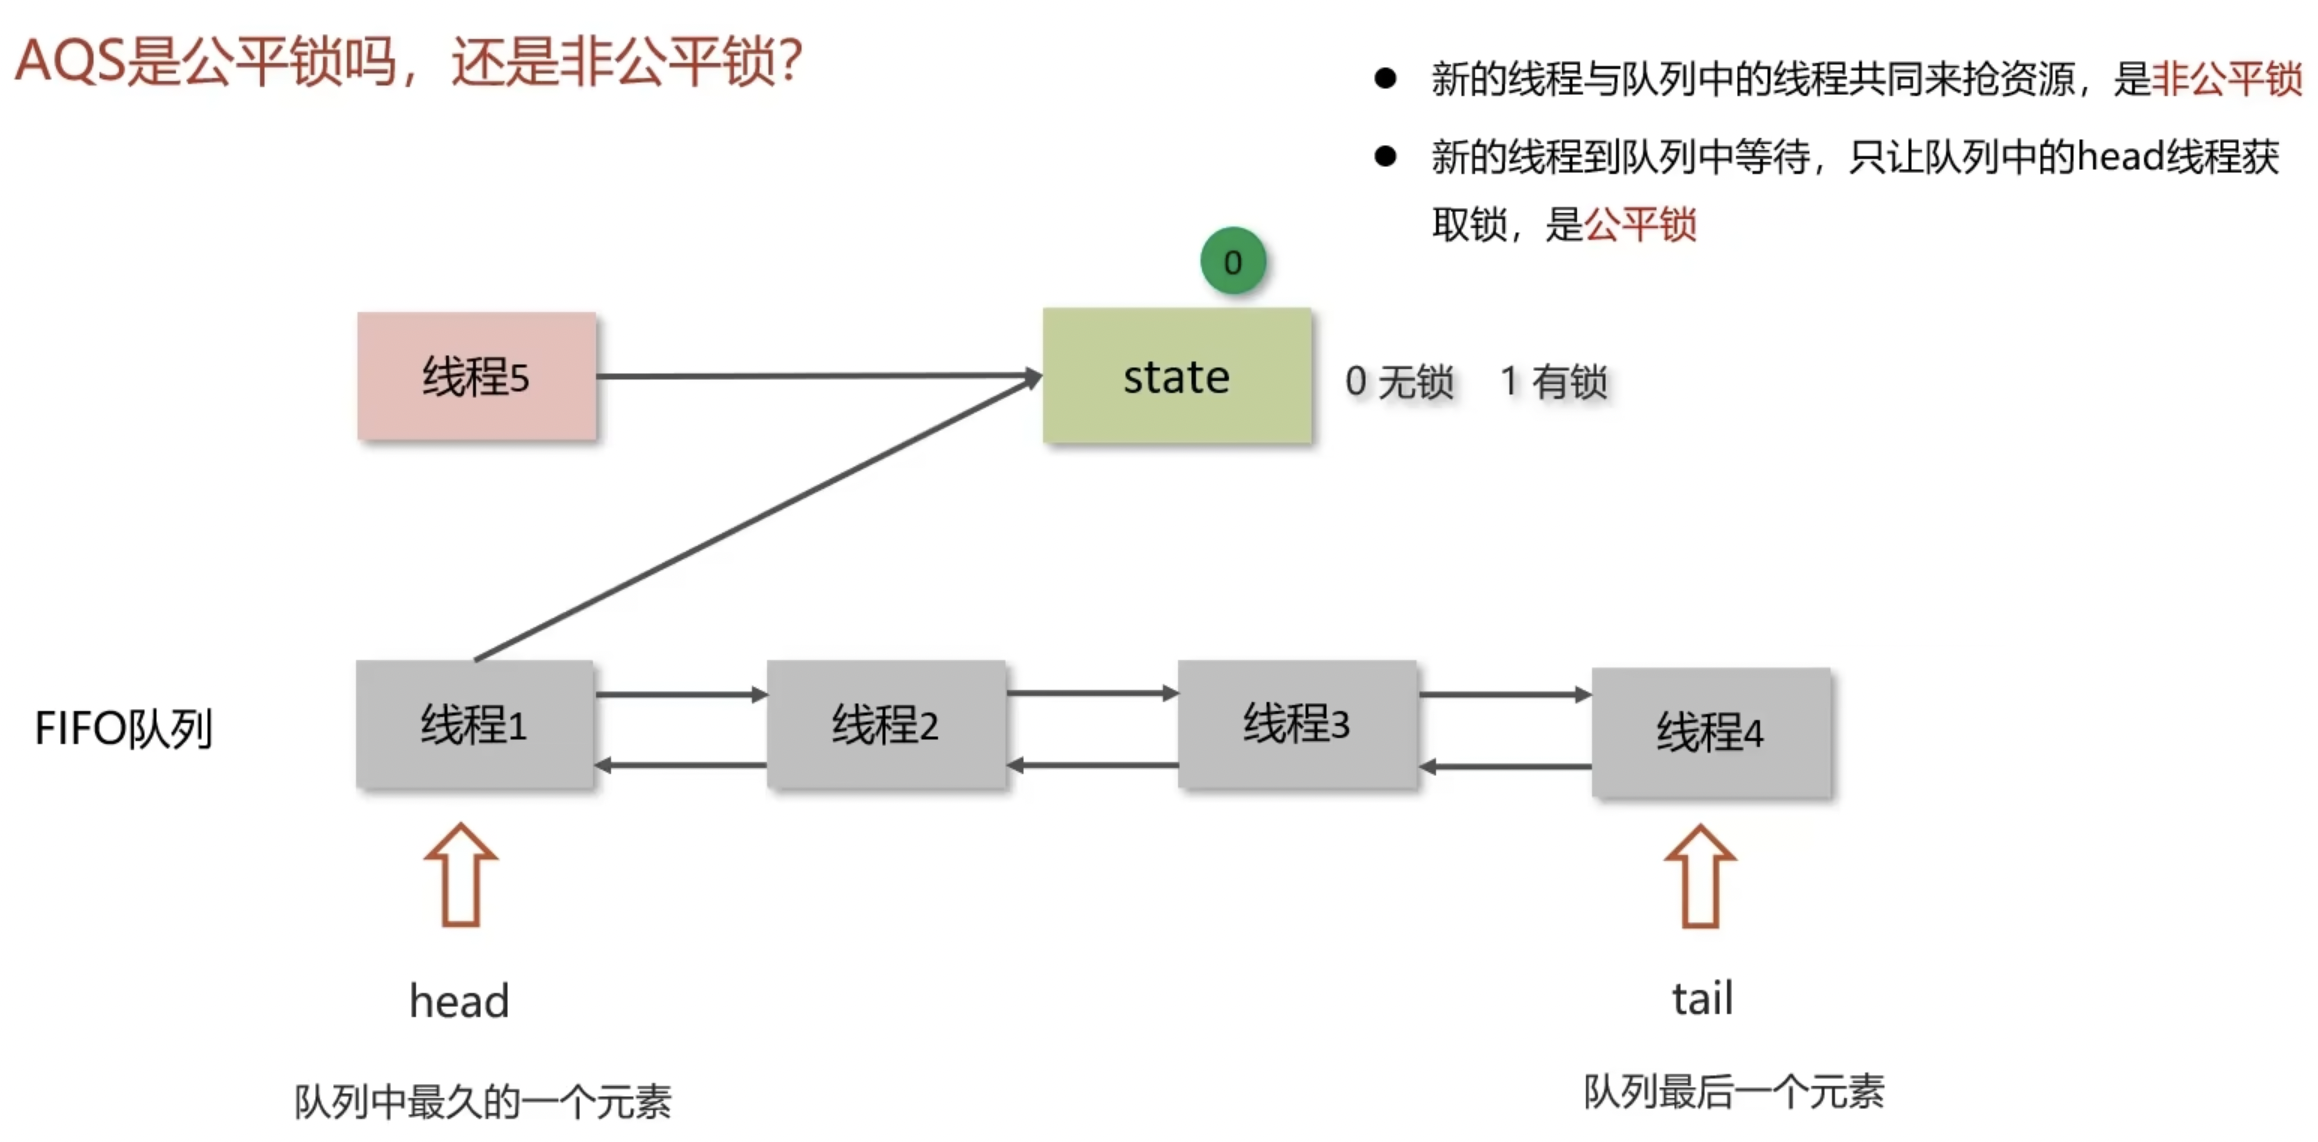 AQS是公平锁吗，还是非公平锁？
● 新的线程与队列中的线程共同来抢资源，是非公平锁
● 新的线程到队列中等待，只让队列中的head线程获
取锁，是公平锁
0
线程5
state
0 无锁 1 有锁
FIFO队列
线程1
线程2
线程3
线程4
head
tail
队列中最久的一个元素
队列最后一个元素